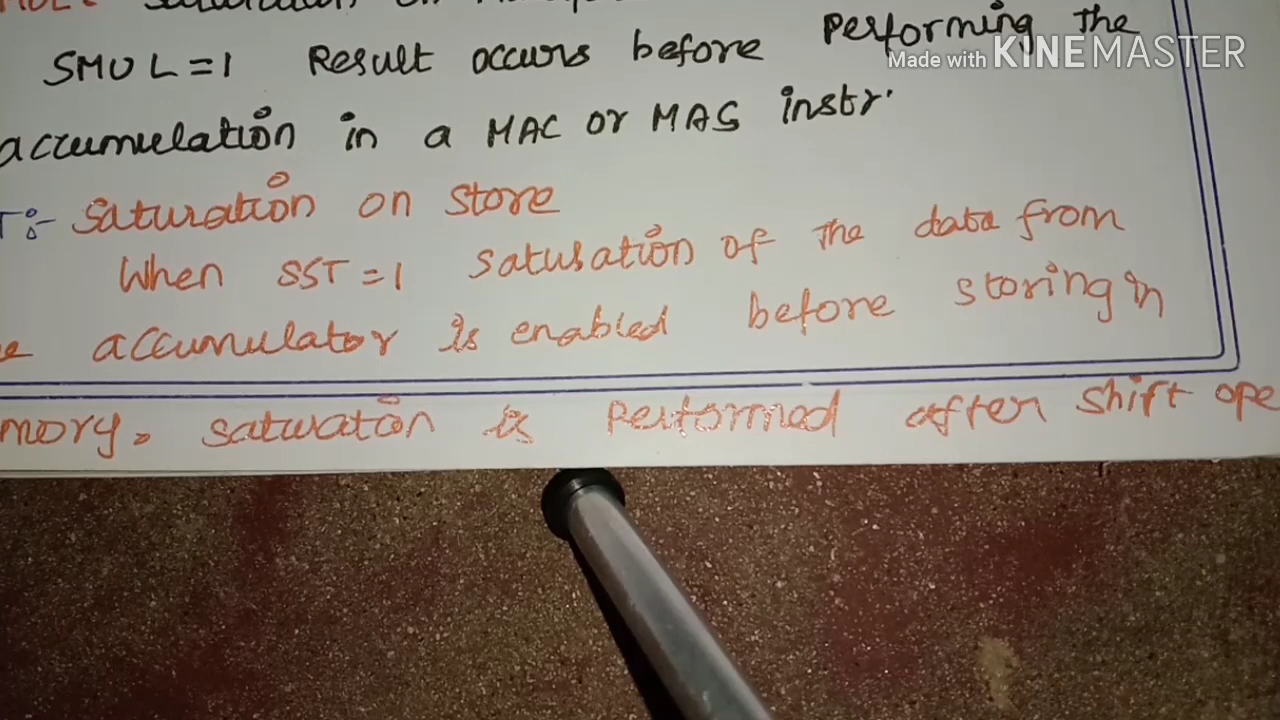 SMUL=1 Result occurs before performing the
accumulation in a MAC or MAS instr.
T:- Saturation on store
When SST=1 saturation of the data from
accumulator is enabled before storing in
mory. saturation is performed after shift ope
Made with KINEMASTER